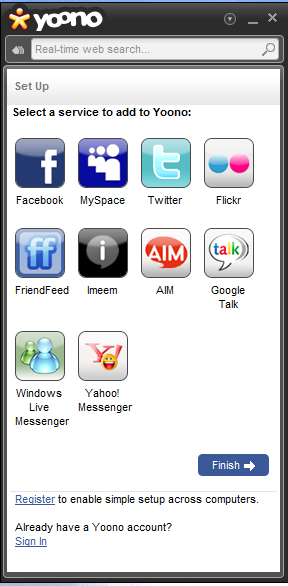 yoono
Real-time web search...
Set Up
Select a service to add to Yoono:
f
t
Facebook MySpace Twitter Flickr
ff i AIM talk
FriendFeed Imeem AIM Google
Talk
Y!
Windows Yahoo!
Live Messenger
Messenger
Finish
Register to enable simple setup across computers.
Already have a Yoono account?
Sign In